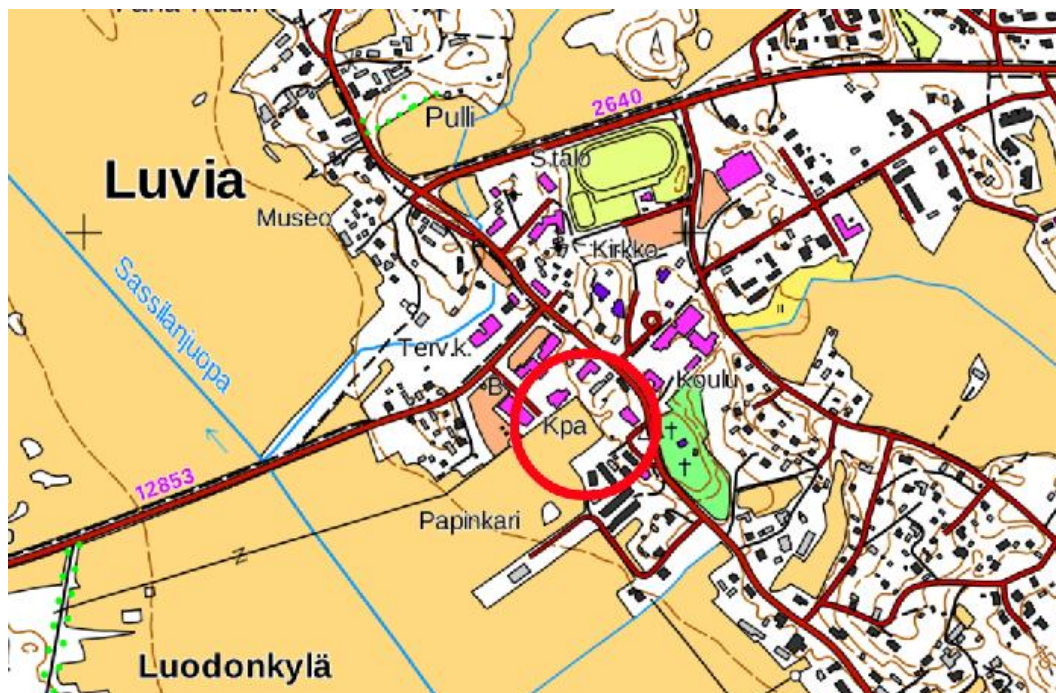 Pulli
2640
Luvia
S.talo
Museo
Kirkko
Sassilanjuopa
Terv.k.
B
Koulu
Kpa
12853
Papinkari
Luodonkylä